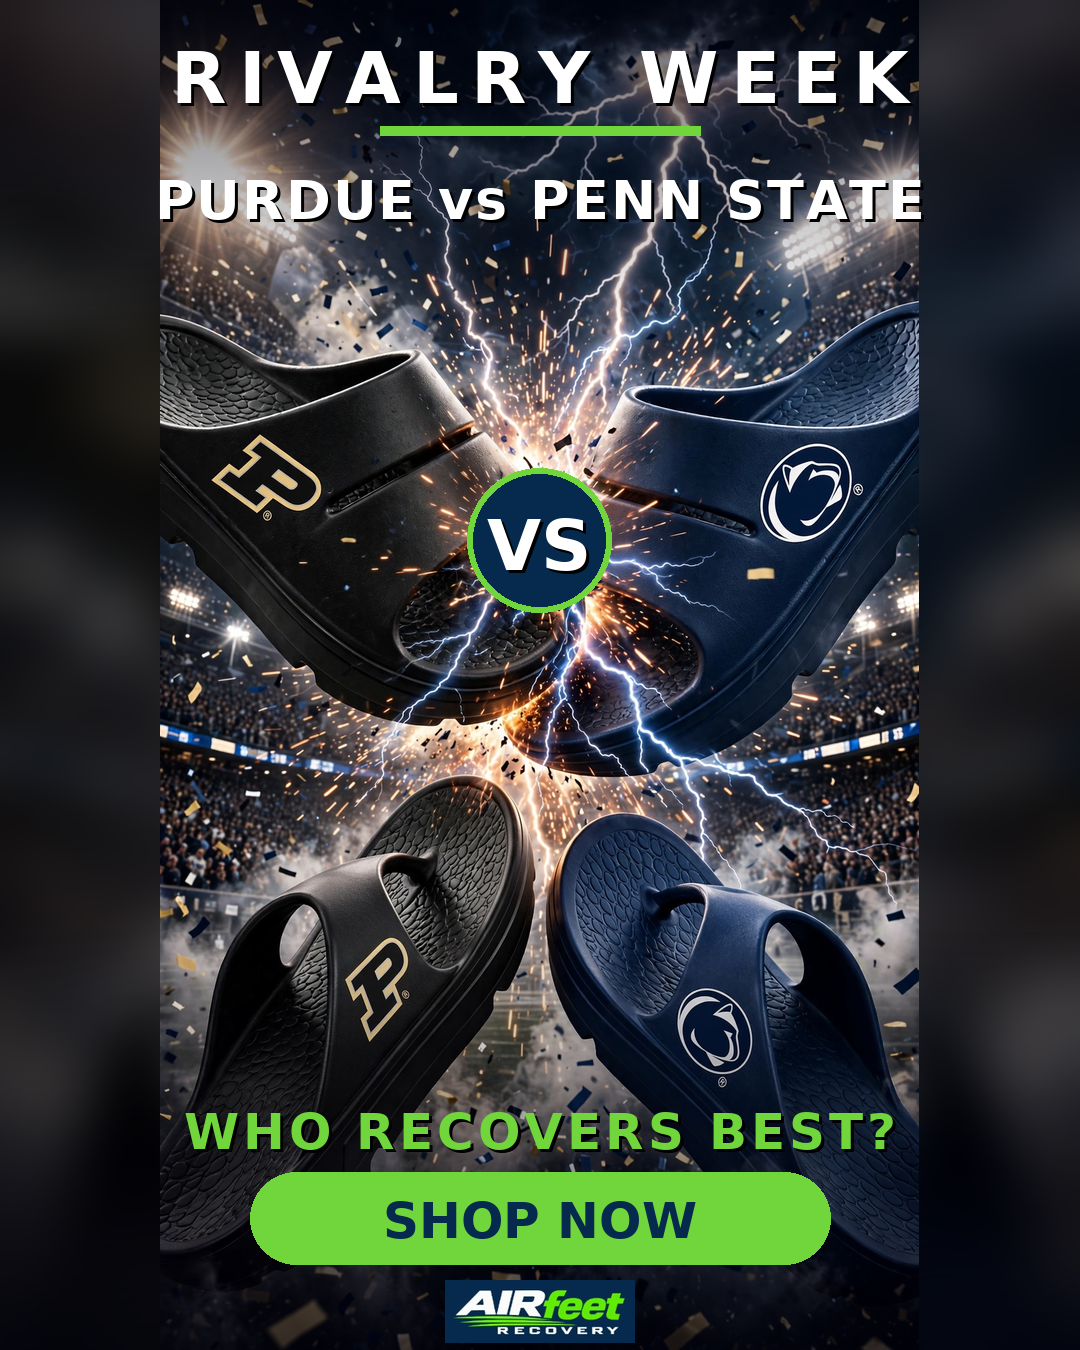 RIVALRY WEEK
PURDUE vs PENN STATE
P
®
®
VS
P
®
®
WHO RECOVERS BEST?
SHOP NOW
AIRfeet
RECOVERY